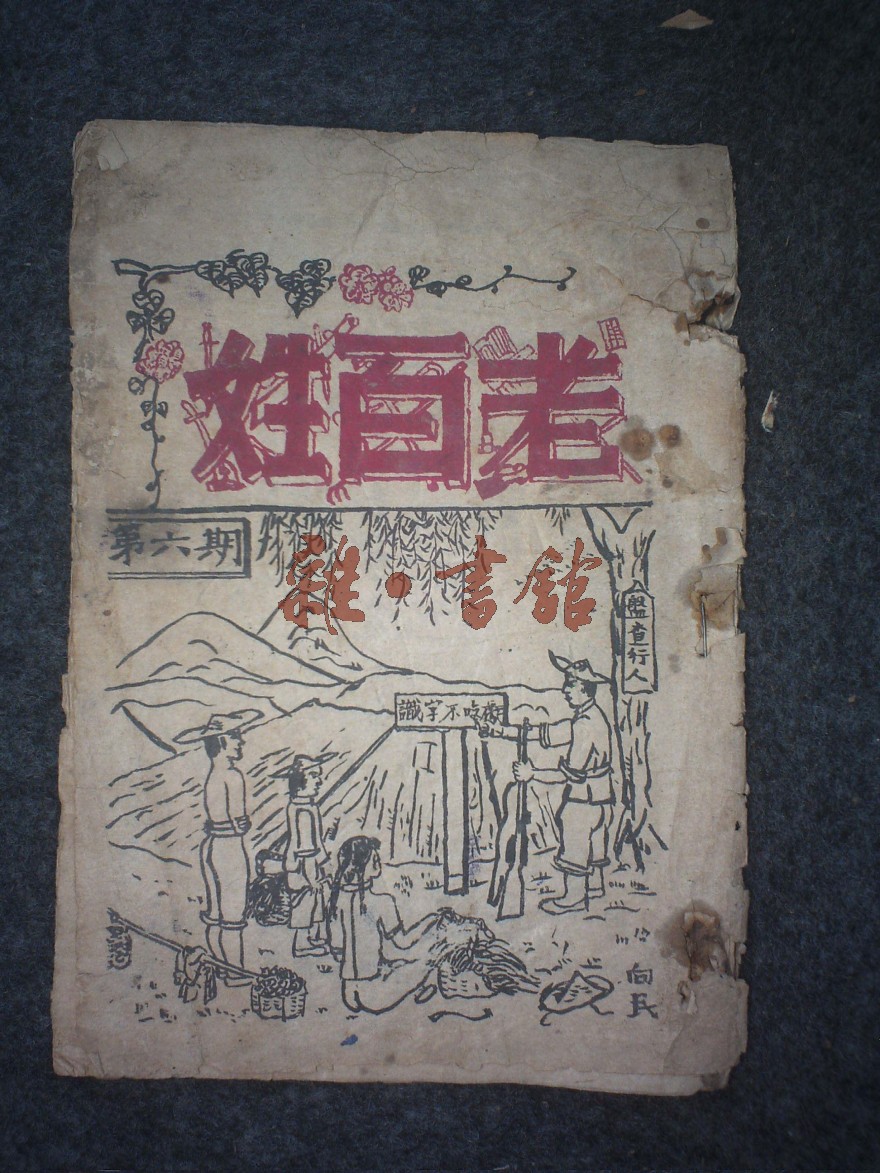 老百姓
第六期
雜·書館
盤查行人
識字不吃虧
向民